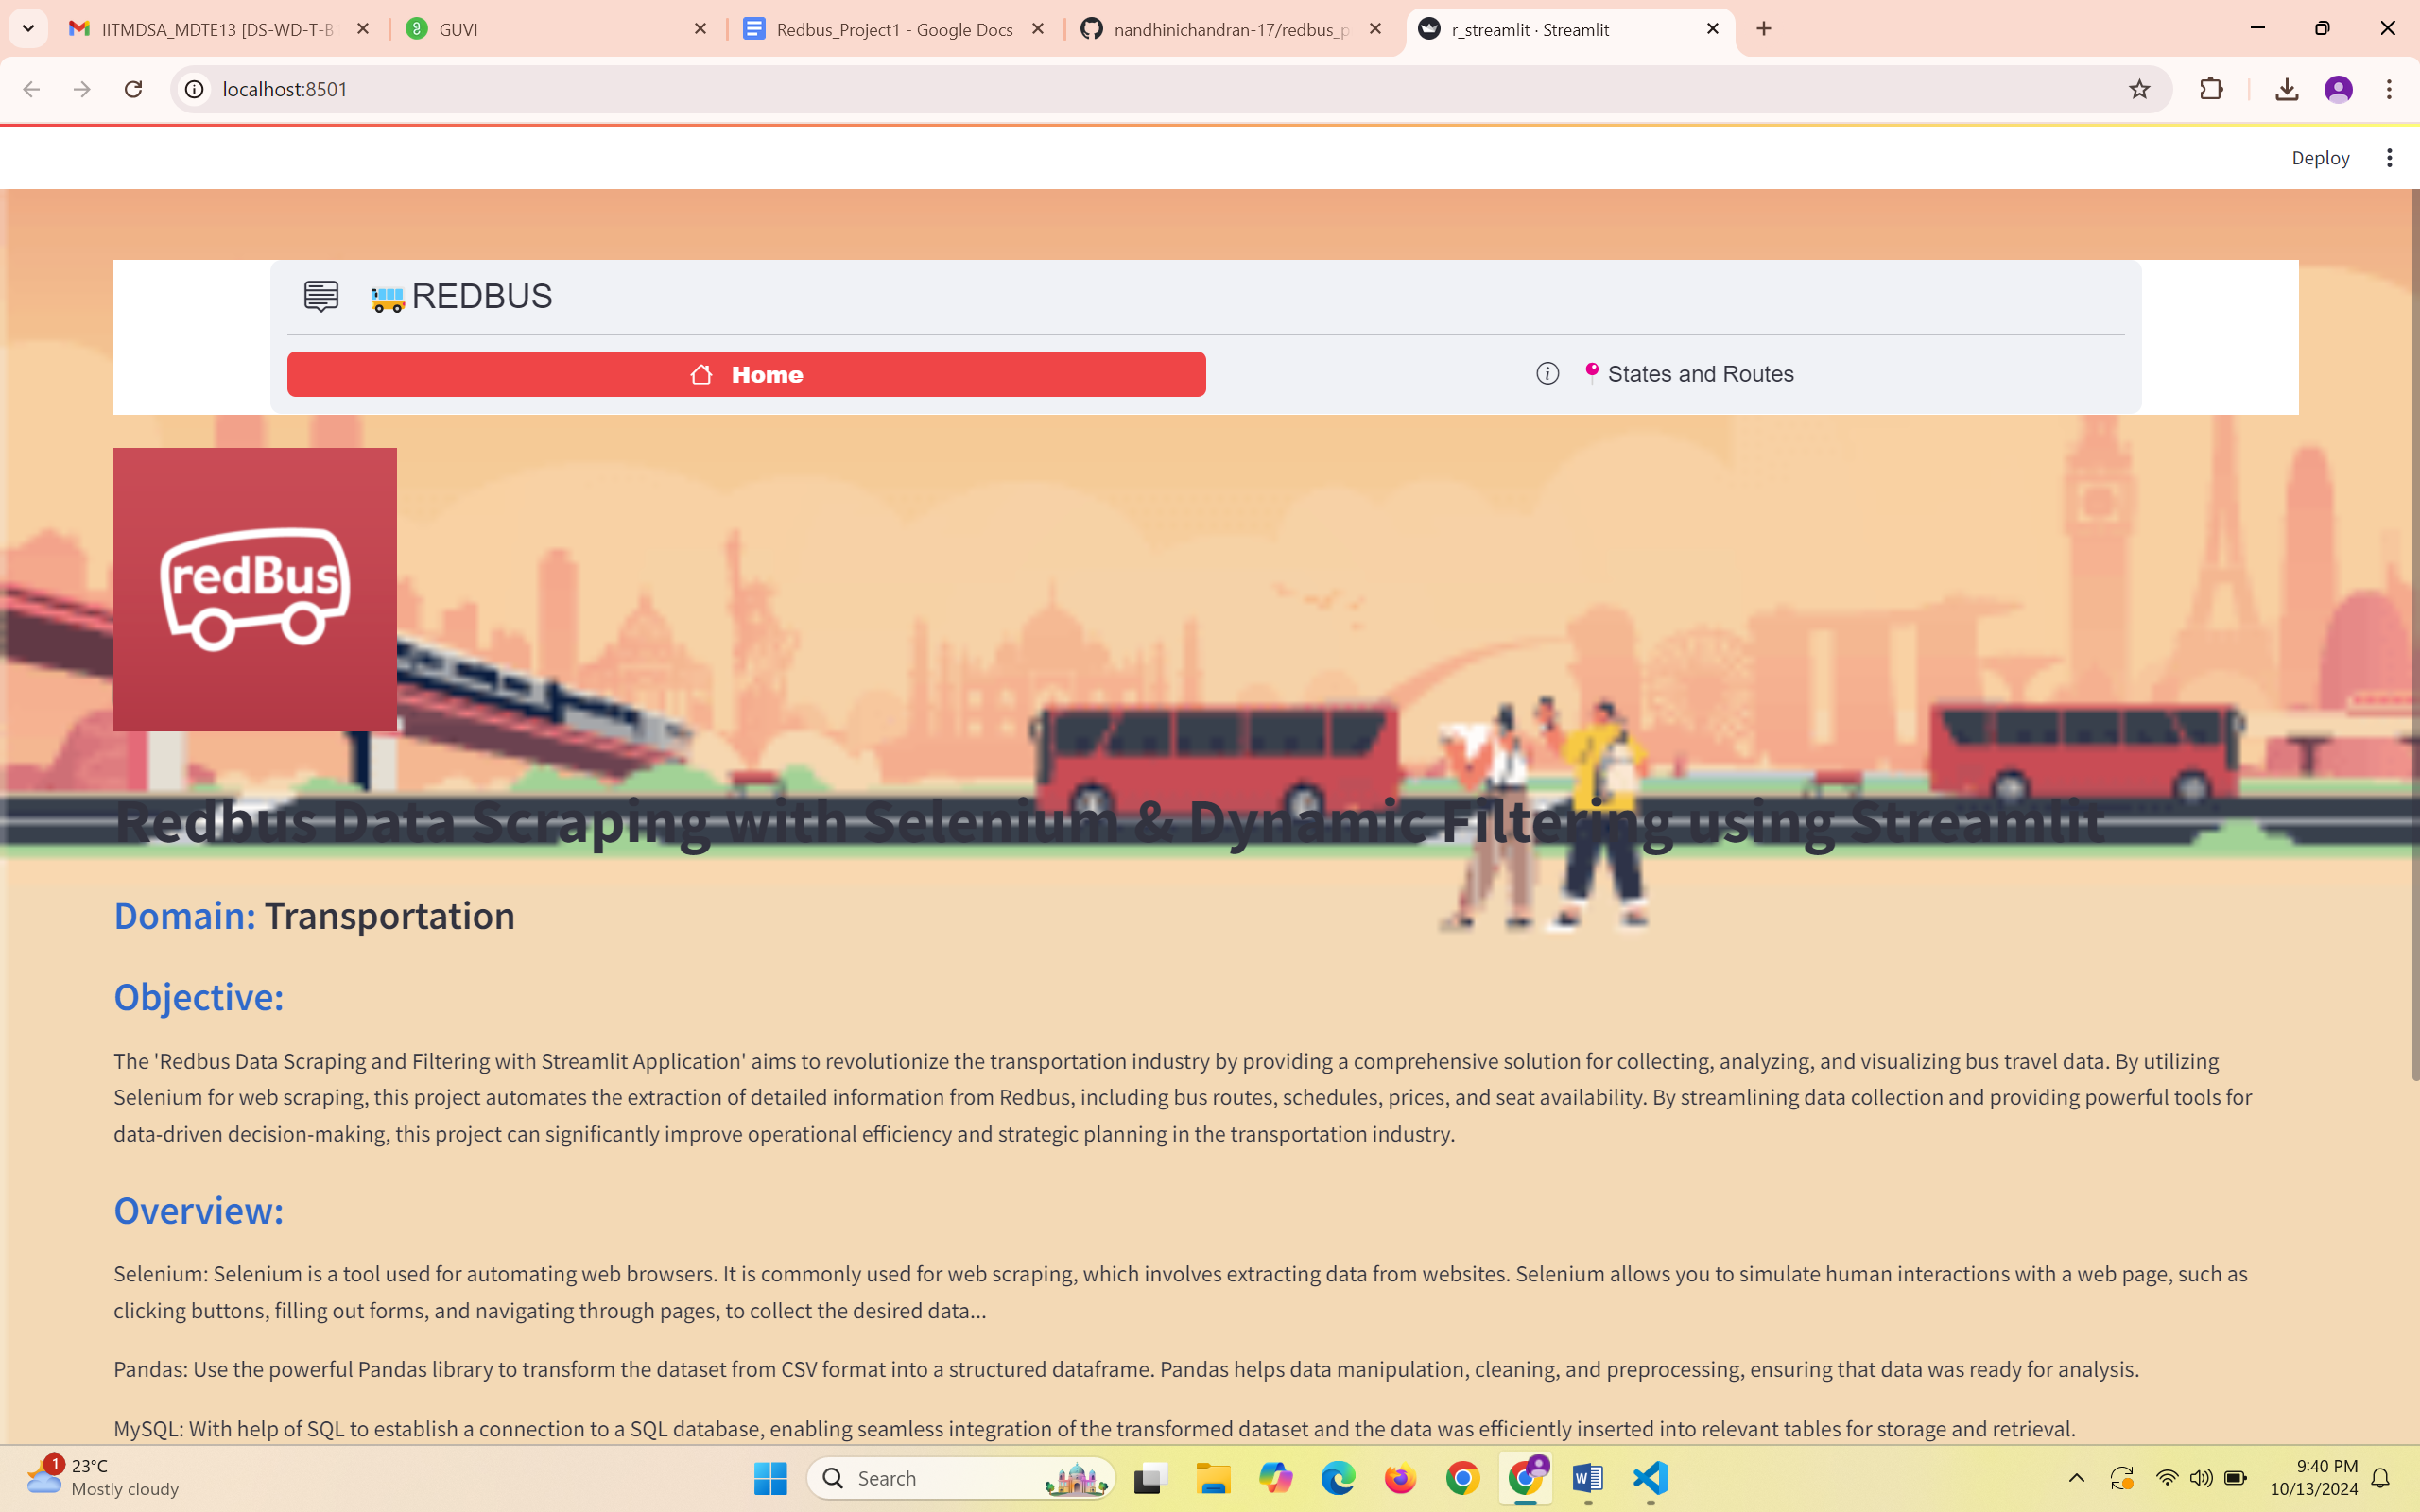 IITMDSA_MDTE13 [DS-WD-T-B
GUVI
Redbus_Project1 - Google Docs
nandhinichandran-17/redbus_p
r_streamlit · Streamlit
localhost:8501
Deploy
REDBUS
Home
States and Routes
redBus
Redbus Data Scraping with Selenium & Dynamic Filtering using Streamlit
Domain: Transportation
Objective:
The 'Redbus Data Scraping and Filtering with Streamlit Application' aims to revolutionize the transportation industry by providing a comprehensive solution for collecting, analyzing, and visualizing bus travel data. By utilizing
Selenium for web scraping, this project automates the extraction of detailed information from Redbus, including bus routes, schedules, prices, and seat availability. By streamlining data collection and providing powerful tools for
data-driven decision-making, this project can significantly improve operational efficiency and strategic planning in the transportation industry.
Overview:
Selenium: Selenium is a tool used for automating web browsers. It is commonly used for web scraping, which involves extracting data from websites. Selenium allows you to simulate human interactions with a web page, such as
clicking buttons, filling out forms, and navigating through pages, to collect the desired data...
Pandas: Use the powerful Pandas library to transform the dataset from CSV format into a structured dataframe. Pandas helps data manipulation, cleaning, and preprocessing, ensuring that data was ready for analysis.
MySQL: With help of SQL to establish a connection to a SQL database, enabling seamless integration of the transformed dataset and the data was efficiently inserted into relevant tables for storage and retrieval.
1
23°C
Mostly cloudy
Search
9:40 PM
10/13/2024